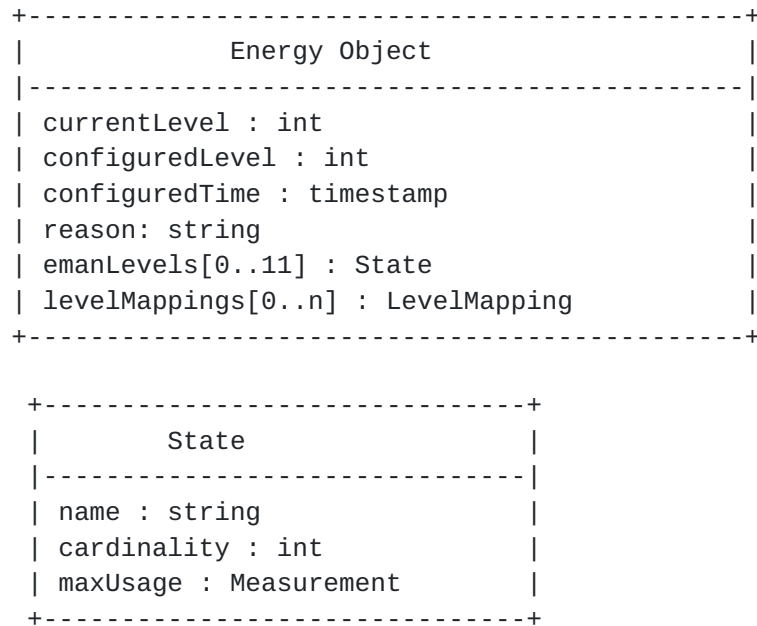 +----------------------------------------------+
|             Energy Object                    |
|----------------------------------------------|
| currentLevel : int                           |
| configuredLevel : int                        |
| configuredTime : timestamp                   |
| reason: string                               |
| emanLevels[0..11] : State                    |
| levelMappings[0..n] : LevelMapping           |
+----------------------------------------------+
+-------------------------------+
|        State                  |
|-------------------------------|
| name : string                 |
| cardinality : int             |
| maxUsage : Measurement        |
+-------------------------------+